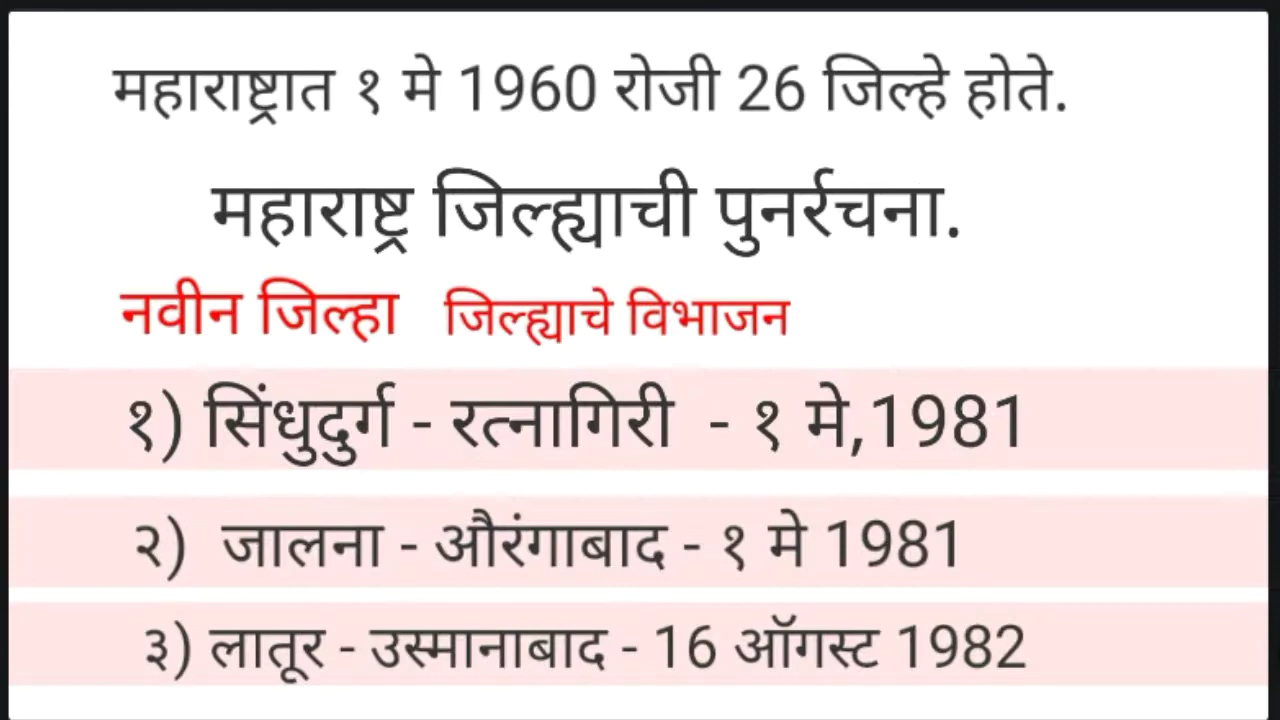 महाराष्ट्रात १ मे 1960 रोजी 26 जिल्हे होते.
महाराष्ट्र जिल्ह्याची पुनर्रचना.
नवीन जिल्हा जिल्ह्याचे विभाजन
१) सिंधुदुर्ग - रत्नागिरी - १ मे,1981
२) जालना - औरंगाबाद - १ मे 1981
३) लातूर - उस्मानाबाद - 16 ऑगस्ट 1982